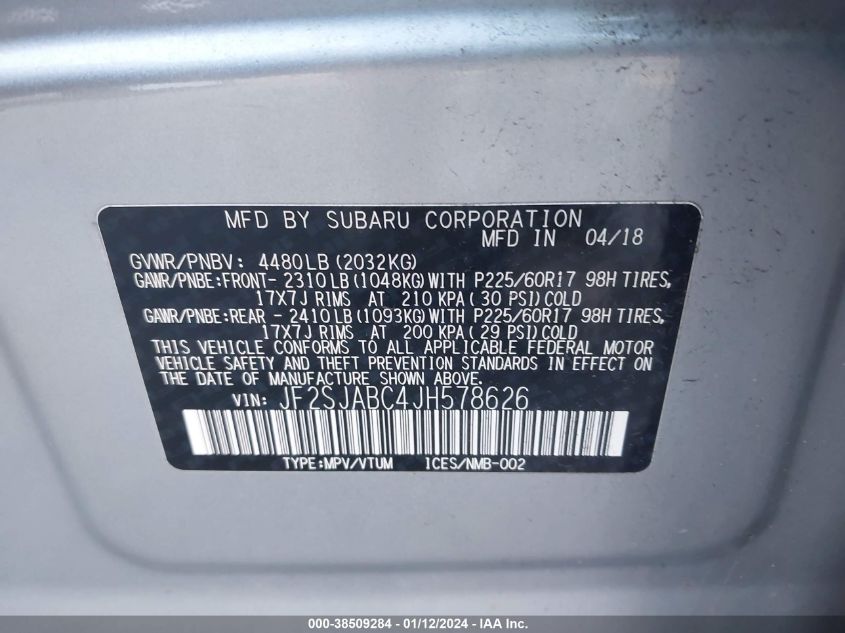 MFD BY SUBARU CORPORATION
MFD IN 04/18
GVWR/PNBV: 4480LB (2032KG)
GAWR/PNBE:FRONT- 2310LB (1048KG) WITH P225/60R17 98H TIRES,
17X7J RIMS AT 210 KPA (30 PSI) COLD
GAWR/PNBE:REAR - 2410LB (1093KG) WITH P225/60R17 98H TIRES,
17X7J RIMS AT 200 KPA (29 PSI) COLD
THIS VEHICLE CONFORMS TO ALL APPLICABLE FEDERAL MOTOR
VEHICLE SAFETY AND THEFT PREVENTION STANDARDS IN EFFECT ON
THE DATE OF MANUFACTURE SHOWN ABOVE.
VIN: JF2SJABC4JH578626
TYPE:MPV/VTUM ICES/NMB-002
000-38509284 - 01/12/2024 - IAA Inc.